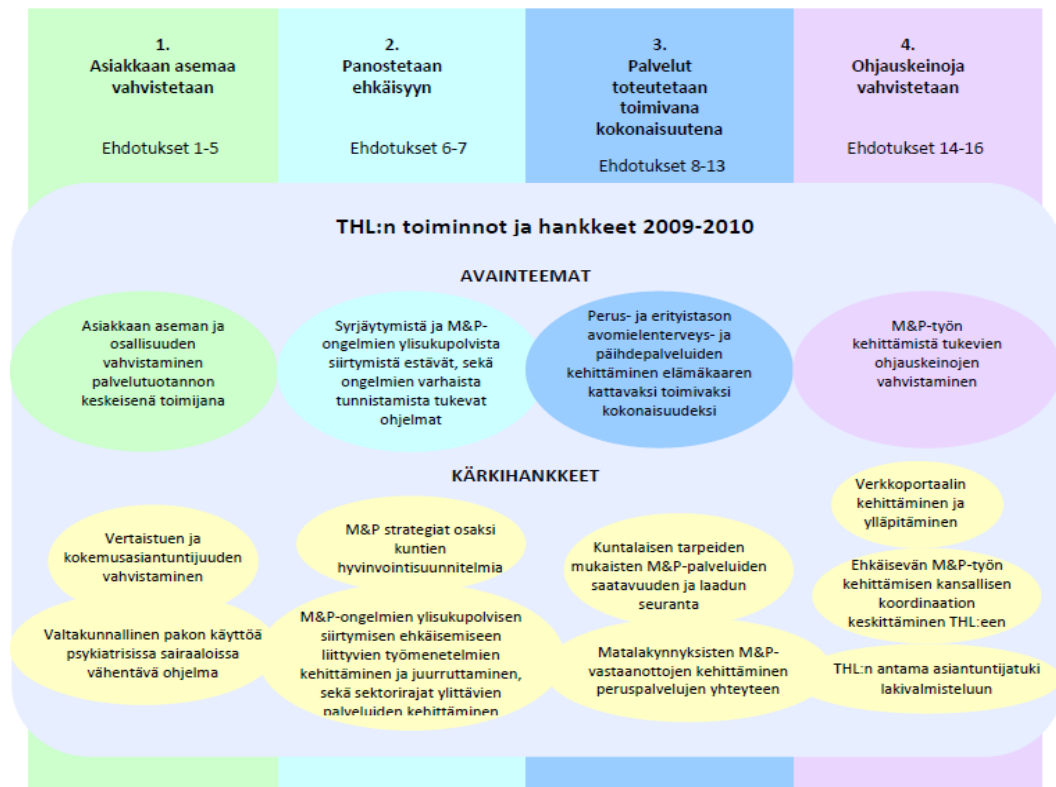 1.
Asiakkaan asemaa
vahvistetaan
Ehdotukset 1-5
2.
Panostetaan
ehkäisyyn
Ehdotukset 6-7
3.
Palvelut
toteutetaan
toimivana
kokonaisuutena
Ehdotukset 8-13
4.
Ohjauskeinoja
vahvistetaan
Ehdotukset 14-16
THL:n toiminnot ja hankkeet 2009-2010
AVAINTEEMAT
Asiakkaan aseman ja
osallisuuden
vahvistaminen
palvelutuotannon
keskeisenä toimijana
Syrjäytymistä ja M&P-
ongelmien ylisukupolvista
siirtymistä estävät, sekä
ongelmien varhaista
tunnistamista tukevat
ohjelmat
Perus- ja erityistason
avomielenterveys- ja
päihdepalveluiden
kehittäminen elämäkaaren
kattavaksi toimivaksi
kokonaisuudeksi
M&P-työn
kehittämistä tukevien
ohjauskeinojen
vahvistaminen
KÄRKIHANKKEET
Vertaistuen ja
kokemusasiantuntijuuden
vahvistaminen
Valtakunnallinen pakon käyttöä
psykiatrisissa sairaaloissa
vähentävä ohjelma
M&P strategiat osaksi
kuntien
hyvinvointisuunnitelmia
M&P-ongelmien ylisukupolvisen
siirtymisen ehkäisemiseen
liittyvien työmenetelmien
kehittäminen ja juurruttaminen,
sekä sektorirajat ylittävien
palveluiden kehittäminen
Kuntalaisen tarpeiden
mukaisten M&P-palveluiden
saatavuuden ja laadun
seuranta
Matalakynnyksisten M&P-
vastaanottojen kehittäminen
peruspalvelujen yhteyteen
Verkkoportaalin
kehittäminen ja
ylläpitäminen
Ehkäisevän M&P-työn
kehittämisen kansallisen
koordinaation
keskittäminen THL:een
THL:n antama asiantuntijatuki
lakivalmisteluun